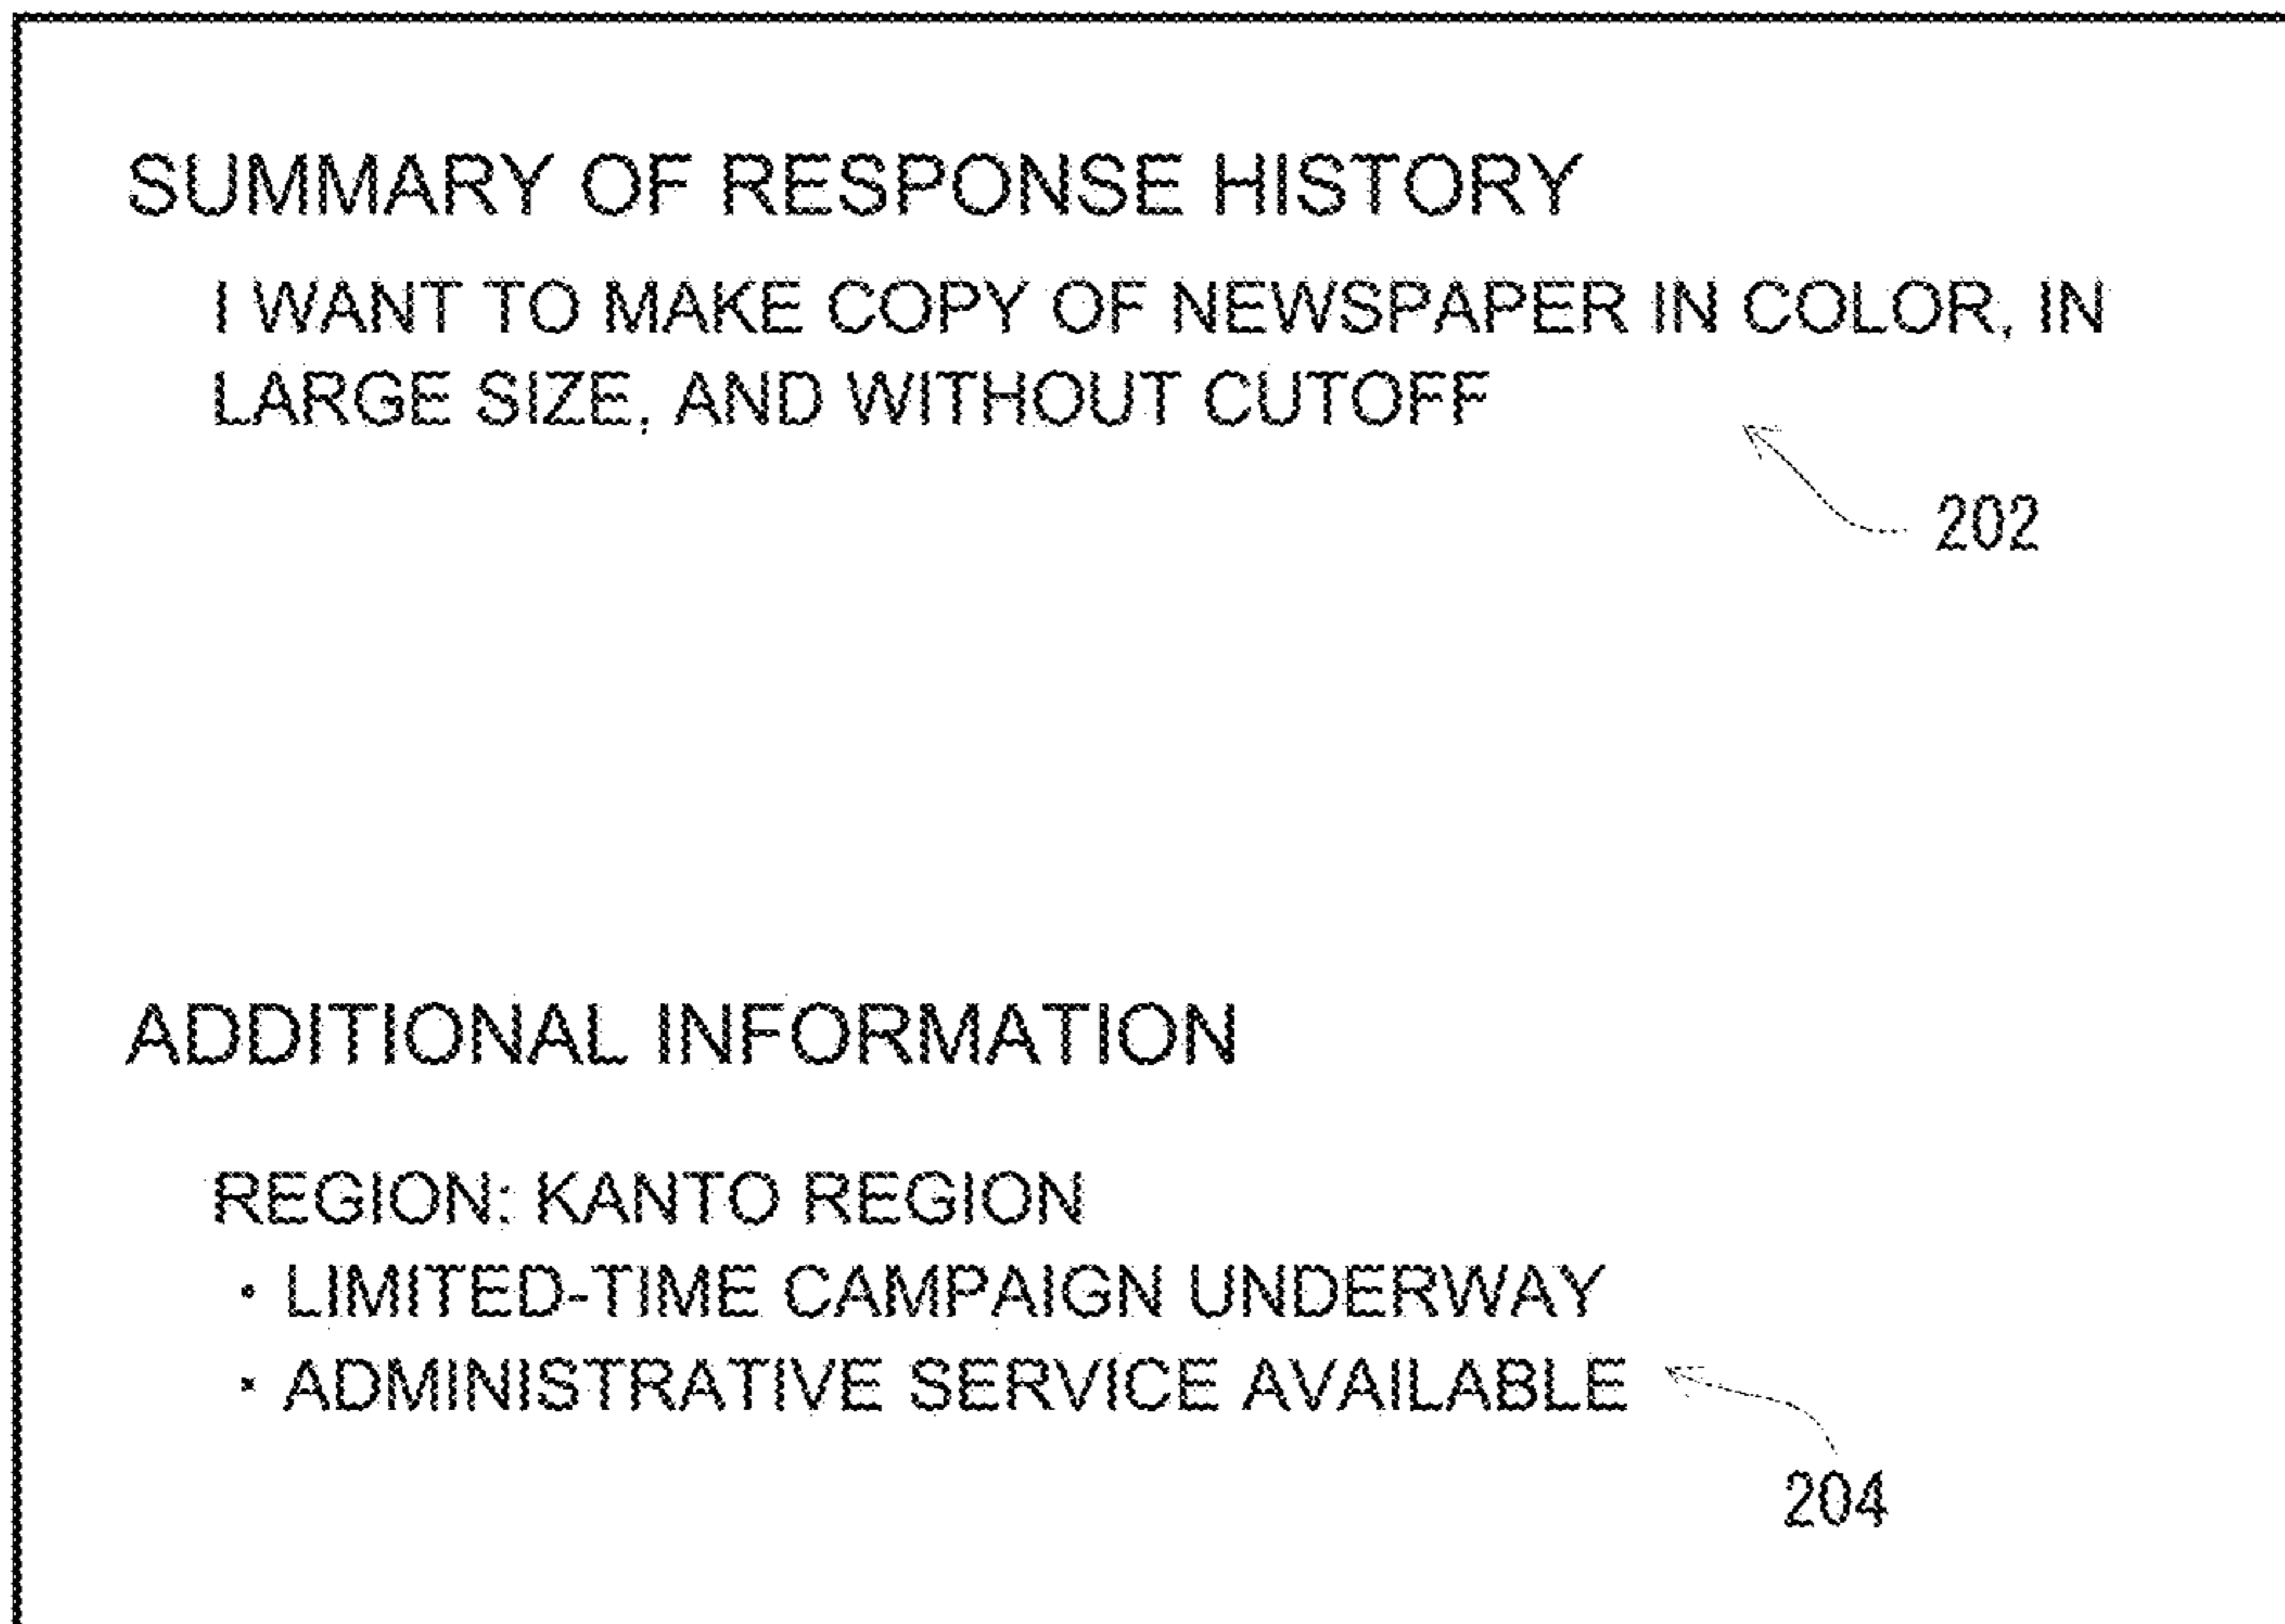 SUMMARY OF RESPONSE HISTORY
I WANT TO MAKE COPY OF NEWSPAPER IN COLOR, IN
LARGE SIZE, AND WITHOUT CUTOFF
202
ADDITIONAL INFORMATION
REGION: KANTO REGION
· LIMITED-TIME CAMPAIGN UNDERWAY
· ADMINISTRATIVE SERVICE AVAILABLE
204